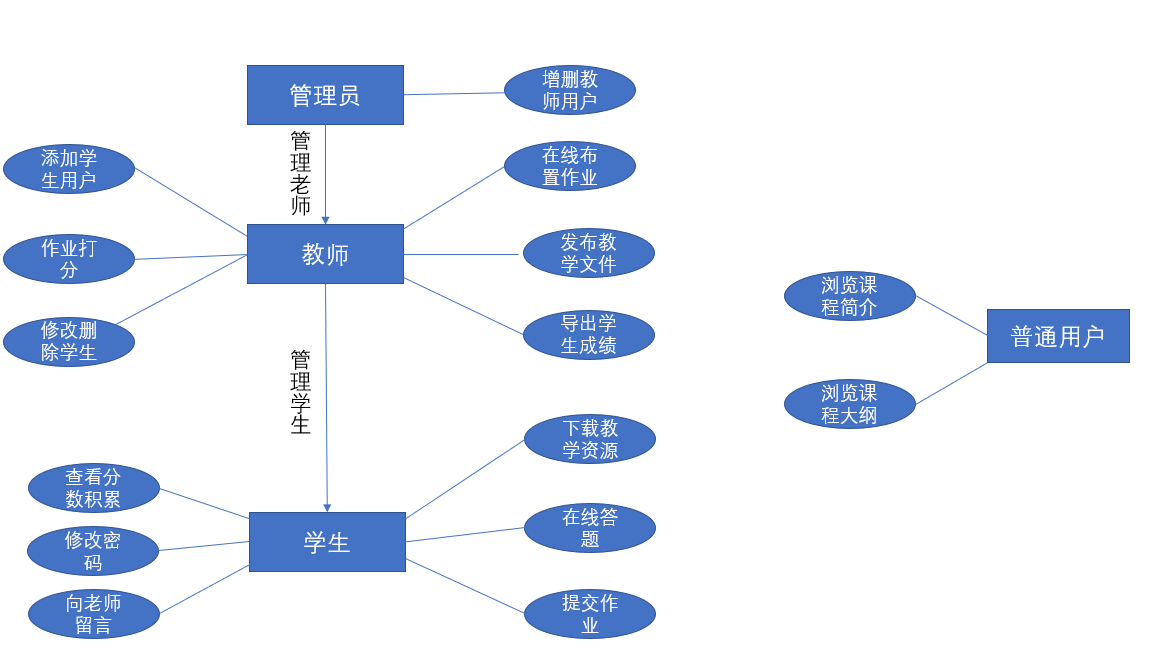 管理员
增删教
师用户
管
理
老
师
添加学
生用户
在线布
置作业
作业打
分
教师
发布教
学文件
修改删
除学生
导出学
生成绩
管
理
学
生
浏览课
程简介
普通用户
浏览课
程大纲
下载教
学资源
查看分
数积累
在线答
题
修改密
码
学生
向老师
留言
提交作
业